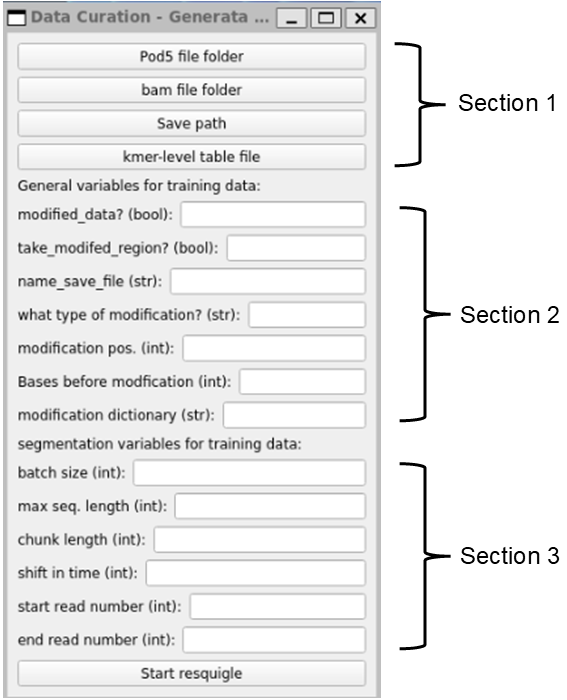 Data Curation - Generata ...
Pod5 file folder
bam file folder
Save path
kmer-level table file
Section 1
General variables for training data:
modified_data? (bool):
take_modifed_region? (bool):
name_save_file (str):
what type of modification? (str):
modification pos. (int):
Bases before modfication (int):
modification dictionary (str):
Section 2
segmentation variables for training data:
batch size (int):
max seq. length (int):
chunk length (int):
shift in time (int):
start read number (int):
end read number (int):
Section 3
Start resquigle